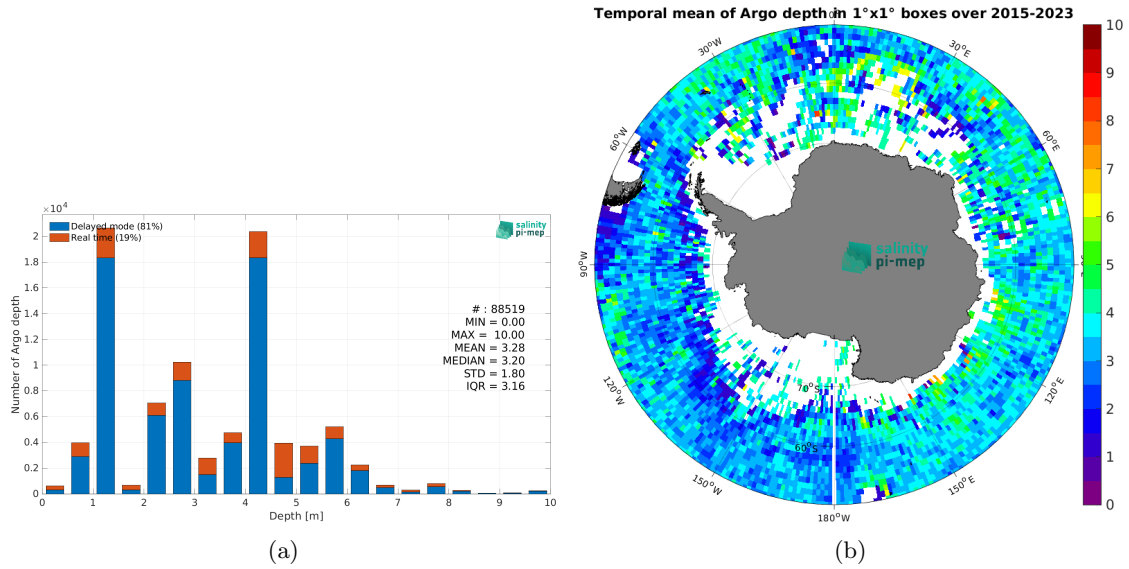 ×10⁴
Delayed mode (81%)
Real time (19%)
salinity
pi-mep
2
1.8
1.6
1.4
1.2
1
0.8
0.6
0.4
0.2
0
Number of Argo depth
# : 88519
MIN = 0.00
MAX = 10.00
MEAN = 3.28
MEDIAN = 3.20
STD = 1.80
IQR = 3.16
0 1 2 3 4 5 6 7 8 9 10
Depth [m]
(a)
Temporal mean of Argo depth in 1°x1° boxes over 2015-2023
30°W
30°E
60°W
60°E
90°W
120°W
120°E
150°W
150°E
180°W
70°S
60°S
salinity
pi-mep
10
9
8
7
6
5
4
3
2
1
0
(b)